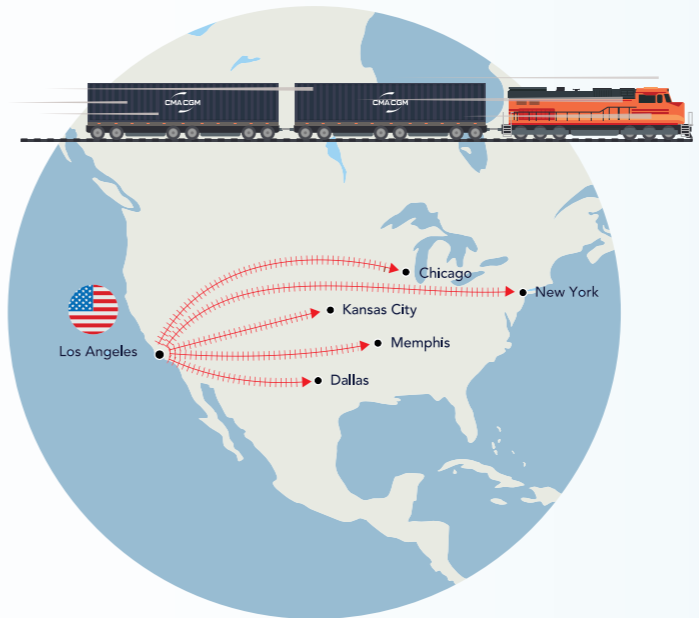 CMA CGM
CMA CGM
Chicago
New York
Kansas City
Los Angeles
Memphis
Dallas